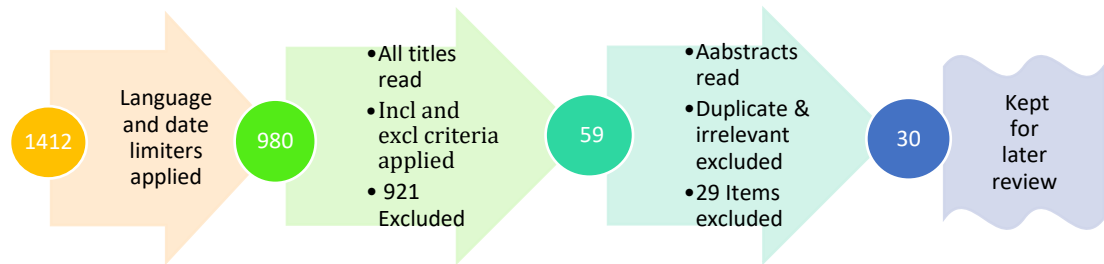 1412
Language
and date
limiters
applied
980
•All titles
read
•Incl and
excl criteria
applied
• 921
Excluded
59
•Aabstracts
read
•Duplicate &
irrelevant
excluded
•29 Items
excluded
30
Kept
for
later
review